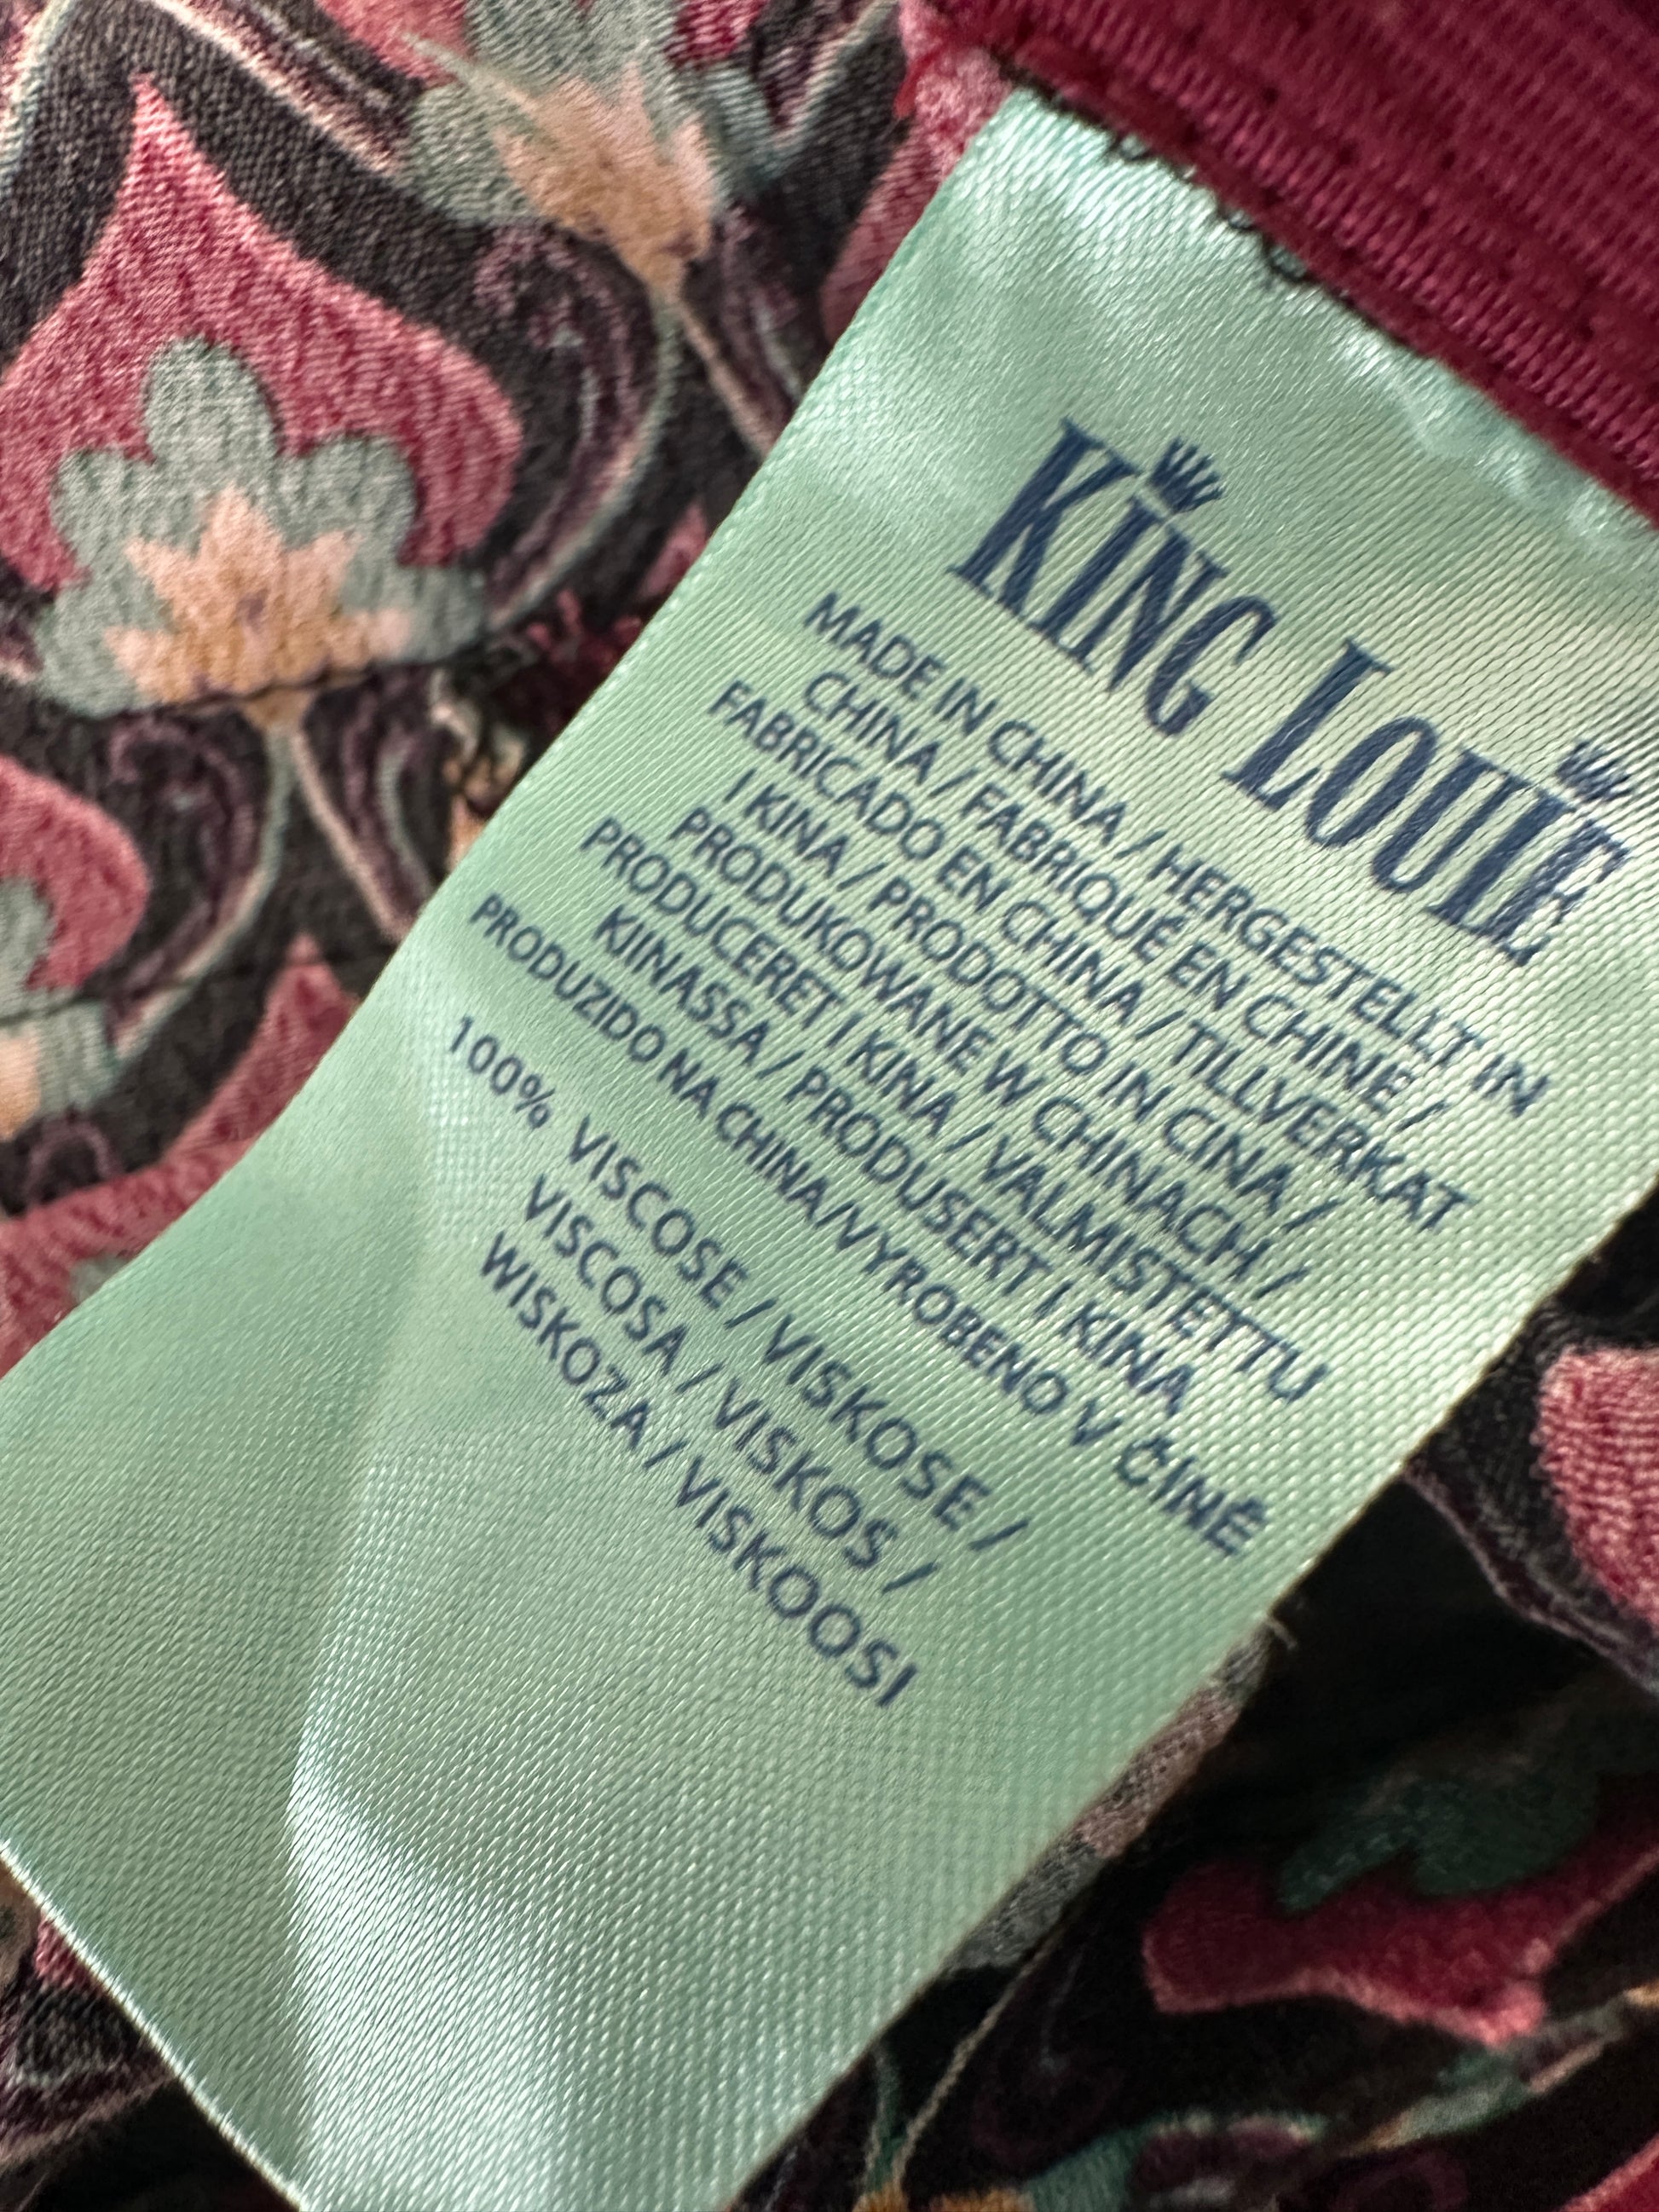 KING LOUIE
MADE IN CHINA / HERGESTELLT IN
CHINA / FABRIQUÉ EN CHINE /
FABRICADO EN CHINA / TILLVERKAT
I KINA / PRODOTTO IN CINA /
PRODUKOWANE W CHINACH /
PRODUCERET I KINA / VALMISTETTU
KIINASSA / PRODUSERT I KINA
PRODUZIDO NA CHINA/VYROBENO V ČÍNĚ
100% VISCOSE / VISKOSE /
VISCOSA / VISKOS /
WISKOZA / VISKOOSI